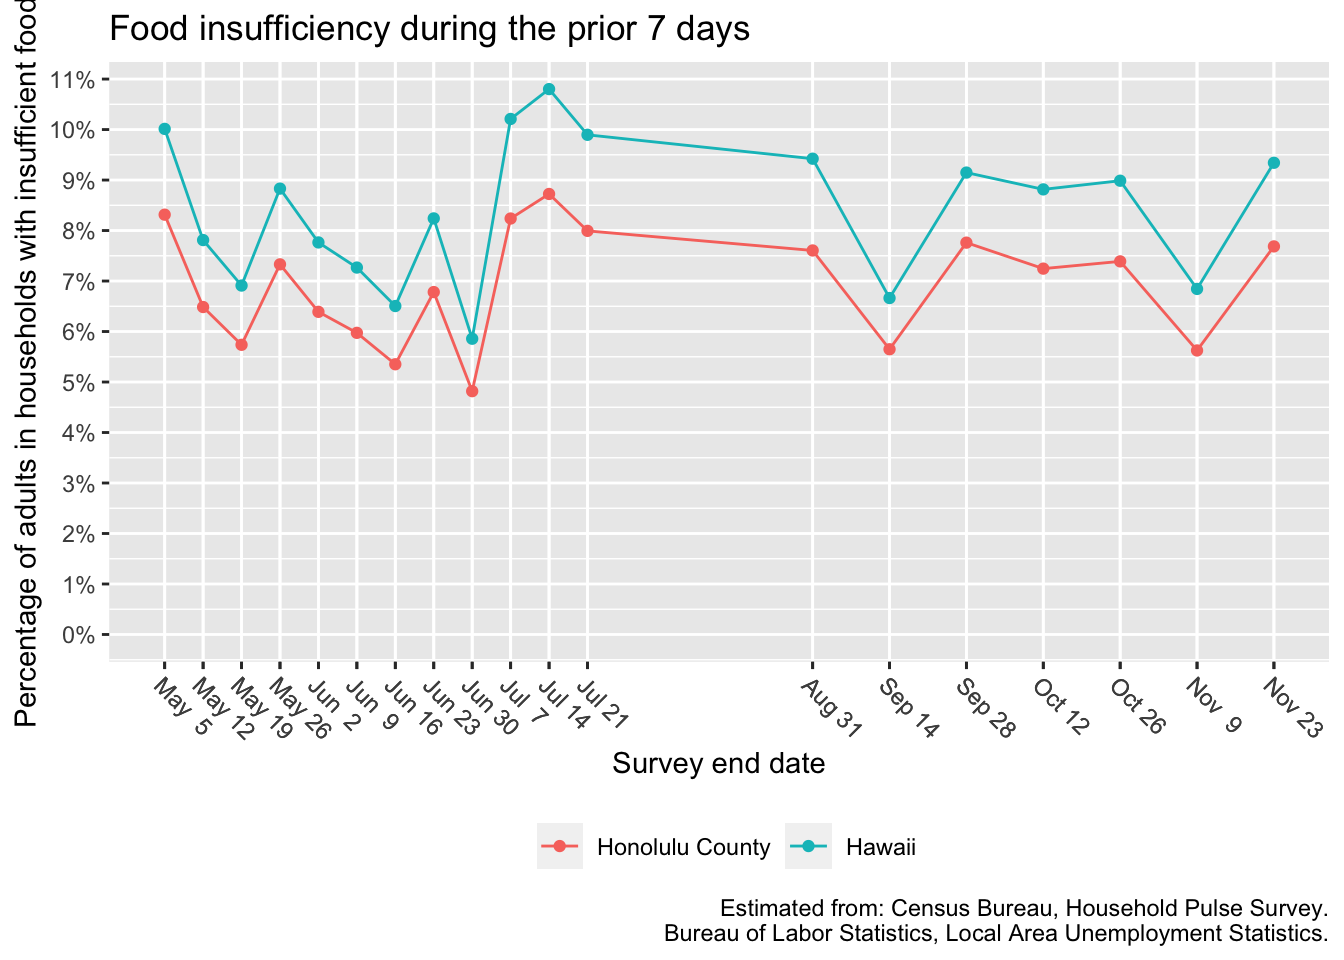 Food insufficiency during the prior 7 days
Percentage of adults in households with insufficient food
11%
10%
9%
8%
7%
6%
5%
4%
3%
2%
1%
0%
May 5
May 12
May 19
May 26
Jun 2
Jun 9
Jun 16
Jun 23
Jun 30
Jul 7
Jul 14
Jul 21
Aug 31
Sep 14
Sep 28
Oct 12
Oct 26
Nov 9
Nov 23
Survey end date
Honolulu County
Hawaii
Estimated from: Census Bureau, Household Pulse Survey.
Bureau of Labor Statistics, Local Area Unemployment Statistics.